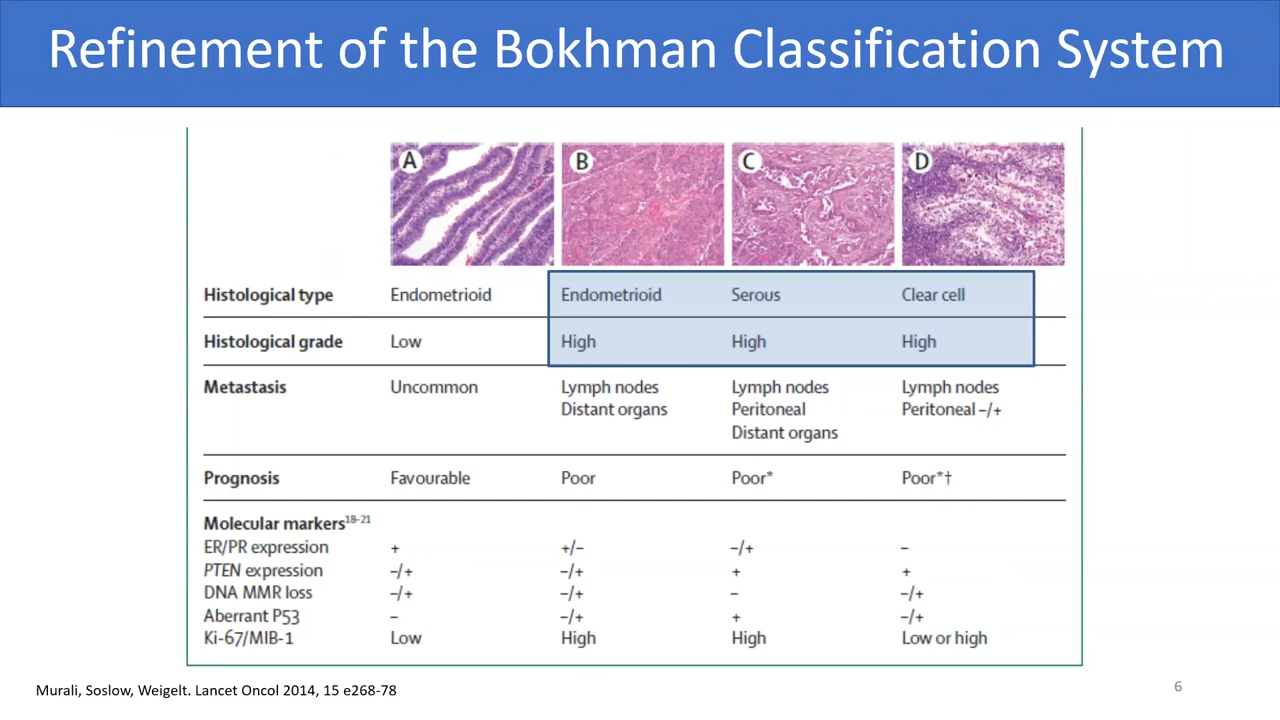 Refinement of the Bokhman Classification System
A B C D
Histological type Endometrioid Endometrioid Serous Clear cell
Histological grade Low High High High
Metastasis Uncommon Lymph nodes Lymph nodes Lymph nodes
Distant organs Peritoneal Peritoneal –/+
Distant organs
Prognosis Favourable Poor Poor* Poor*†
Molecular markers18-21
ER/PR expression + +/– –/+ –
PTEN expression –/+ –/+ + +
DNA MMR loss –/+ –/+ – –/+
Aberrant P53 – –/+ + –/+
Ki-67/MIB-1 Low High High Low or high
Murali, Soslow, Weigelt. Lancet Oncol 2014, 15 e268-78
6